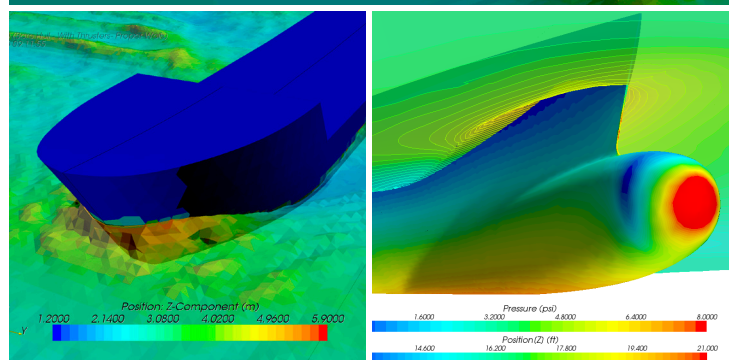 Position: Z-Component (m)
1.2000 2.1400 3.0800 4.0200 4.9600 5.9000
Y
Pressure (psi)
1.6000 3.2000 4.8000 6.4000 8.0000
Position(Z) (ft)
14.600 16.200 17.800 19.400 21.000